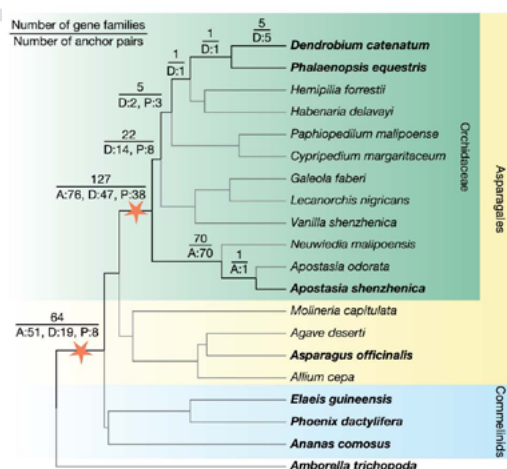 Number of gene families
Number of anchor pairs
5
D:5
1
D:1
1
D:1
5
D:2, P:3
22
D:14, P:8
127
A:76, D:47, P:38
70
A:70
1
A:1
64
A:51, D:19, P:8
Dendrobium catenatum
Phalaenopsis equestris
Hemipilia forrestii
Habenaria delavayi
Paphiopedilum malipoense
Cypripedium margaritaceum
Galeola faberi
Lecanorchis nigricans
Vanilla shenzhenica
Neuwiedia malipoensis
Apostasia odorata
Apostasia shenzhenica
Molineria capitulata
Agave deserti
Asparagus officinalis
Allium cepa
Elaeis guineensis
Phoenix dactylifera
Ananas comosus
Amborella trichopoda
Orchidaceae
Asparagales
Commelinids